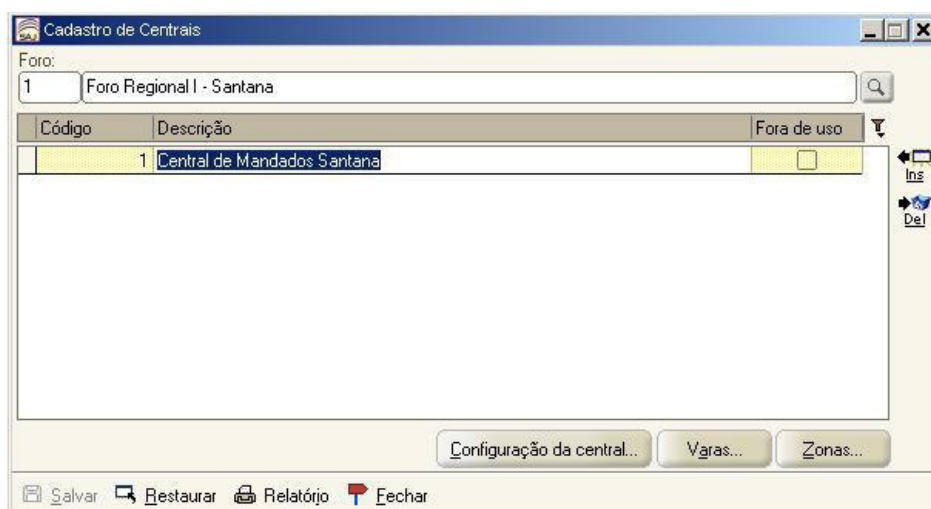 Cadastro de Centrais
Foro:
1 Foro Regional I - Santana
Código Descrição Fora de uso
1 Central de Mandados Santana
Ins
Del
Configuração da central... Varas... Zonas...
Salvar Restaurar Relatório Fechar